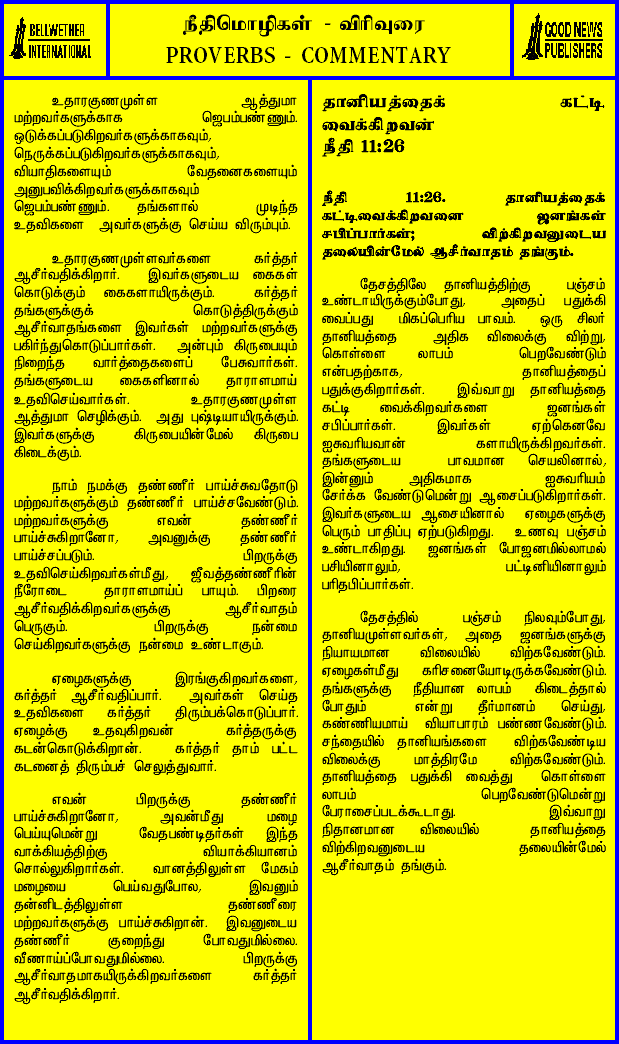 BELLWETHER
INTERNATIONAL
நீதிமொழிகள் - விரிவுரை
PROVERBS - COMMENTARY
GOOD NEWS
PUBLISHERS
உதாரகுணமுள்ள ஆத்துமா
மற்றவர்களுக்காக ஜெபம்பண்ணும்.
ஒடுக்கப்படுகிறவர்களுக்காகவும்,
நெருக்கப்படுகிறவர்களுக்காகவும்,
வியாதிகளையும் வேதனைகளையும்
அனுபவிக்கிறவர்களுக்காகவும்
ஜெபம்பண்ணும். தங்களால் முடிந்த
உதவிகளை அவர்களுக்கு செய்ய விரும்பும்.
உதாரகுணமுள்ளவர்களை கர்த்தர்
ஆசீர்வதிக்கிறார். இவர்களுடைய கைகள்
கொடுக்கும் கைகளாயிருக்கும். கர்த்தர்
தங்களுக்குக் கொடுத்திருக்கும்
ஆசீர்வாதங்களை இவர்கள் மற்றவர்களுக்கு
பகிர்ந்துகொடுப்பார்கள். அன்பும் கிருபையும்
நிறைந்த வார்த்தைகளைப் பேசுவார்கள்.
தங்களுடைய கைகளினால் தாராளமாய்
உதவிசெய்வார்கள். உதாரகுணமுள்ள
ஆத்துமா செழிக்கும். அது புஷ்டியாயிருக்கும்.
இவர்களுக்கு கிருபையின்மேல் கிருபை
கிடைக்கும்.
நாம் நமக்கு தண்ணீர் பாய்ச்சுவதோடு
மற்றவர்களுக்கும் தண்ணீர் பாய்ச்சவேண்டும்.
மற்றவர்களுக்கு எவன் தண்ணீர்
பாய்ச்சுகிறானோ, அவனுக்கு தண்ணீர்
பாய்ச்சப்படும். பிறருக்கு
உதவிசெய்கிறவர்கள்மீது, ஜீவத்தண்ணீரின்
நீரோடை தாராளமாய்ப் பாயும். பிறரை
ஆசீர்வதிக்கிறவர்களுக்கு ஆசீர்வாதம்
பெருகும். பிறருக்கு நன்மை
செய்கிறவர்களுக்கு நன்மை உண்டாகும்.
ஏழைகளுக்கு இரங்குகிறவர்களை,
கர்த்தர் ஆசீர்வதிப்பார். அவர்கள் செய்த
உதவிகளை கர்த்தர் திரும்பக்கொடுப்பார்.
ஏழைக்கு உதவுகிறவன் கர்த்தருக்கு
கடன்கொடுக்கிறான். கர்த்தர் தாம் பட்ட
கடனைத் திரும்பச் செலுத்துவார்.
எவன் பிறருக்கு தண்ணீர்
பாய்ச்சுகிறானோ, அவன்மீது மழை
பெய்யுமென்று வேதபண்டிதர்கள் இந்த
வாக்கியத்திற்கு வியாக்கியானம்
சொல்லுகிறார்கள். வானத்திலுள்ள மேகம்
மழையை பெய்வதுபோல, இவனும்
தன்னிடத்திலுள்ள தண்ணீரை
மற்றவர்களுக்கு பாய்ச்சுகிறான். இவனுடைய
தண்ணீர் குறைந்து போவதுமில்லை.
வீணாய்ப்போவதுமில்லை. பிறருக்கு
ஆசீர்வாதமாகயிருக்கிறவர்களை கர்த்தர்
ஆசீர்வதிக்கிறார்.
தானியத்தைக் கட்டி
வைக்கிறவன்
நீதி 11:26
நீதி 11:26. தானியத்தைக்
கட்டிவைக்கிறவனை ஜனங்கள்
சபிப்பார்கள்; விற்கிறவனுடைய
தலையின்மேல் ஆசீர்வாதம் தங்கும்.
தேசத்திலே தானியத்திற்கு பஞ்சம்
உண்டாயிருக்கும்போது, அதைப் பதுக்கி
வைப்பது மிகப்பெரிய பாவம். ஒரு சிலர்
தானியத்தை அதிக விலைக்கு விற்று,
கொள்ளை லாபம் பெறவேண்டும்
என்பதற்காக, தானியத்தைப்
பதுக்குகிறார்கள். இவ்வாறு தானியத்தை
கட்டி வைக்கிறவர்களை ஜனங்கள்
சபிப்பார்கள். இவர்கள் ஏற்கெனவே
ஐசுவரியவான் களாயிருக்கிறவர்கள்.
தங்களுடைய பாவமான செயலினால்,
இன்னும் அதிகமாக ஐசுவரியம்
சேர்க்க வேண்டுமென்று ஆசைப்படுகிறார்கள்.
இவர்களுடைய ஆசையினால் ஏழைகளுக்கு
பெரும் பாதிப்பு ஏற்படுகிறது. உணவு பஞ்சம்
உண்டாகிறது. ஜனங்கள் போஜனமில்லாமல்
பசியினாலும், பட்டினியினாலும்
பரிதபிப்பார்கள்.
தேசத்தில் பஞ்சம் நிலவும்போது,
தானியமுள்ளவர்கள், அதை ஜனங்களுக்கு
நியாயமான விலையில் விற்கவேண்டும்.
ஏழைகள்மீது கரிசனையோடிருக்கவேண்டும்.
தங்களுக்கு நீதியான லாபம் கிடைத்தால்
போதும் என்று தீர்மானம் செய்து,
கண்ணியமாய் வியாபாரம் பண்ணவேண்டும்.
சந்தையில் தானியங்களை விற்கவேண்டிய
விலைக்கு மாத்திரமே விற்கவேண்டும்.
தானியத்தை பதுக்கி வைத்து கொள்ளை
லாபம் பெறவேண்டுமென்று
பேராசைப்படக்கூடாது. இவ்வாறு
நிதானமான விலையில் தானியத்தை
விற்கிறவனுடைய தலையின்மேல்
ஆசீர்வாதம் தங்கும்.